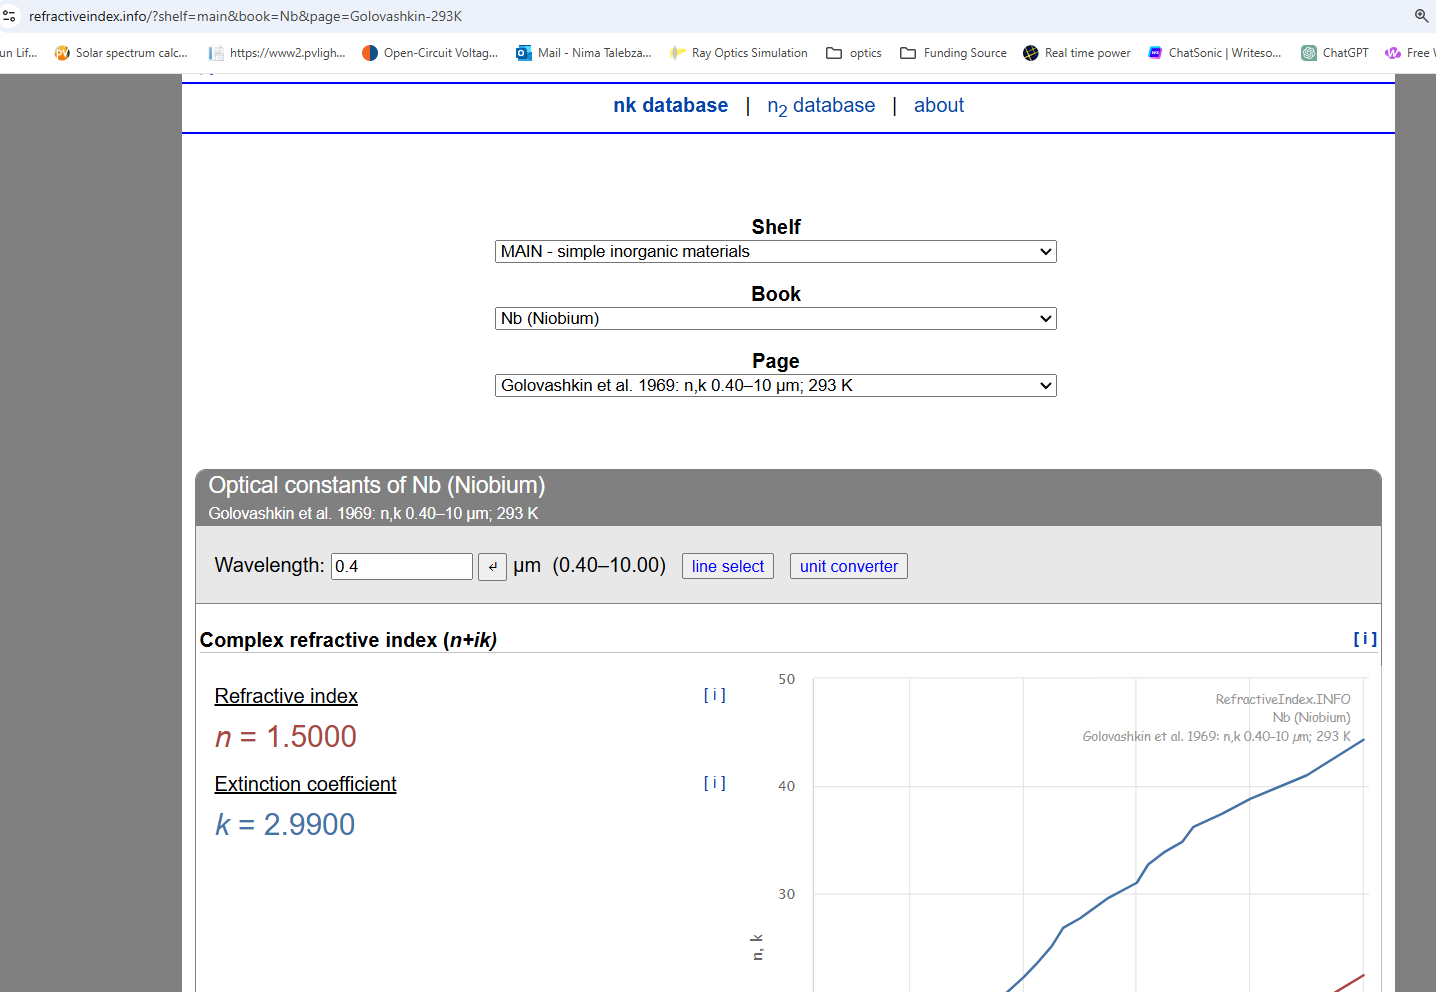 refractiveindex.info/?shelf=main&book=Nb&page=Golovashkin-293K
un Lif... Solar spectrum calc... https://www2.pvligh... Open-Circuit Voltag... Mail - Nima Talebza... Ray Optics Simulation optics Funding Source Real time power ChatSonic | Writeso... ChatGPT Free
nk database | n2 database | about
Shelf
MAIN - simple inorganic materials
Book
Nb (Niobium)
Page
Golovashkin et al. 1969: n,k 0.40–10 µm; 293 K
Optical constants of Nb (Niobium)
Golovashkin et al. 1969: n,k 0.40–10 µm; 293 K
Wavelength: 0.4 ↵ µm (0.40–10.00) line select unit converter
Complex refractive index (n+ik) [ i ]
Refractive index [ i ]
n = 1.5000
Extinction coefficient [ i ]
k = 2.9900
50
40
30
n, k
RefractiveIndex.INFO
Nb (Niobium)
Golovashkin et al. 1969: n,k 0.40-10 µm; 293 K